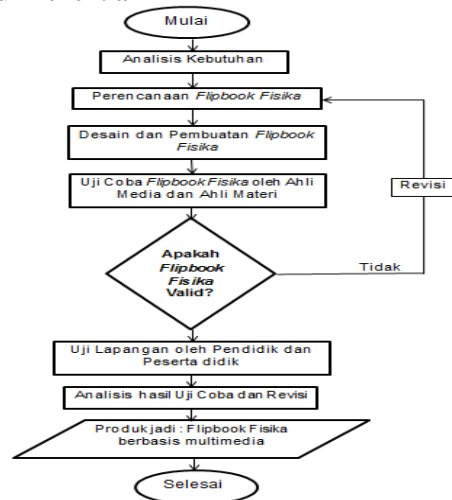 Mulai
Analisis Kebutuhan
Perencanaan Flipbook Fisika
Desain dan Pembuatan Flipbook
Fisika
Uji Coba Flipbook Fisika oleh Ahli
Media dan Ahli Materi
Revisi
Apakah
Flipbook
Fisika
Valid?
Tidak
Uji Lapangan oleh Pendidik dan
Peserta didik
Analisis hasil Uji Coba dan Revisi
Produk jadi : Flipbook Fisika
berbasis multimedia
Selesai